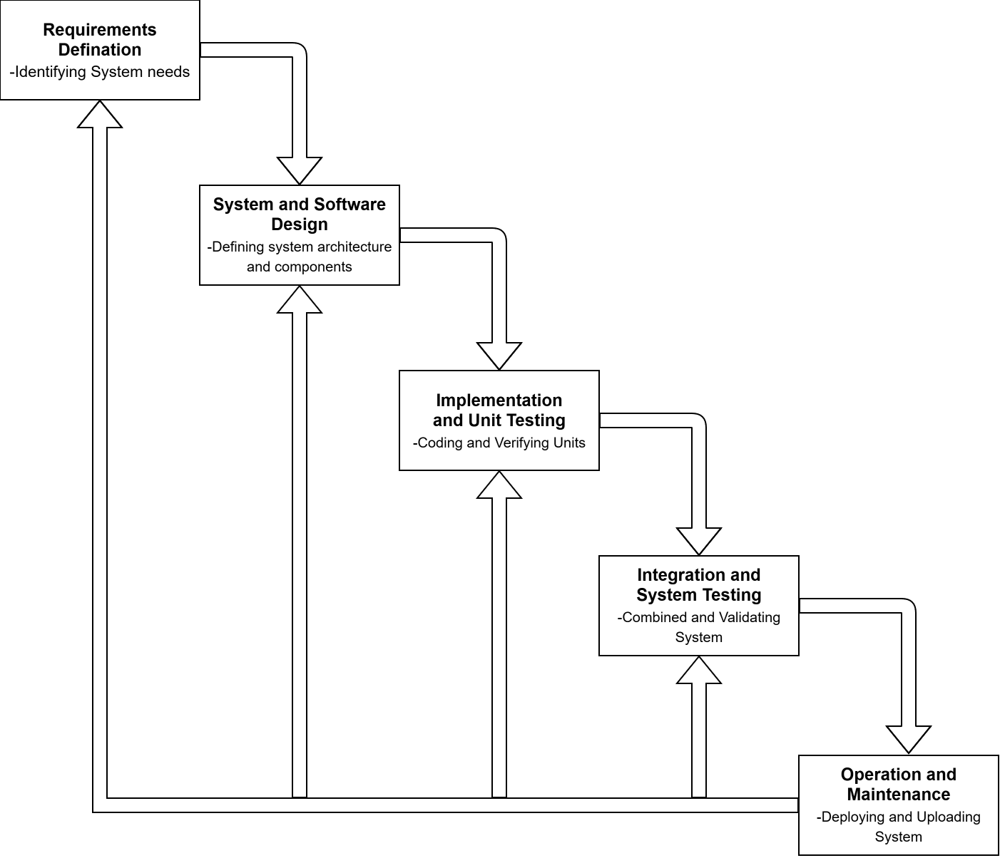 Requirements
Defination
-Identifying System needs
System and Software
Design
-Defining system architecture
and components
Implementation
and Unit Testing
-Coding and Verifying Units
Integration and
System Testing
-Combined and Validating
System
Operation and
Maintenance
-Deploying and Uploading
System